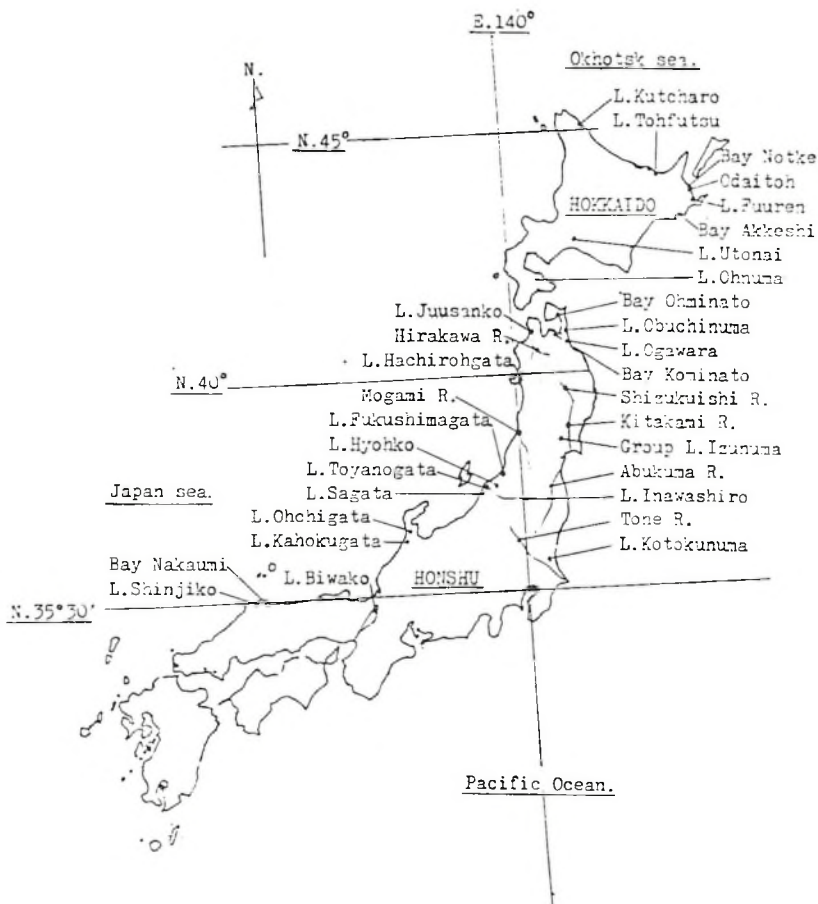 E.140°
Okhotsk sea.
N.
L.Kutcharo
L.Tohfutsu
N.45°
Bay Notke
Odaitoh
HOKKAIDO
L.Fuuren
Bay Akkeshi
L.Utonai
L.Ohnuma
Bay Ohminato
L.Juusanko
L.Obuchinuma
Hirakawa R.
L.Ogawara
L.Hachirohgata
Bay Kominato
N.40°
Shizukuishi R.
Mogami R.
Kitakami R.
L.Fukushimagata
Group L.Izunuma
L.Hyohko
Abukuma R.
L.Toyanogata
Japan sea.
L.Sagata
L.Inawashiro
L.Ohchigata
Tone R.
L.Kahokugata
L.Kotokunuma
Bay Nakaumi
L.Biwako
HONSHU
L.Shinjiko
N.35°30'
Pacific Ocean.